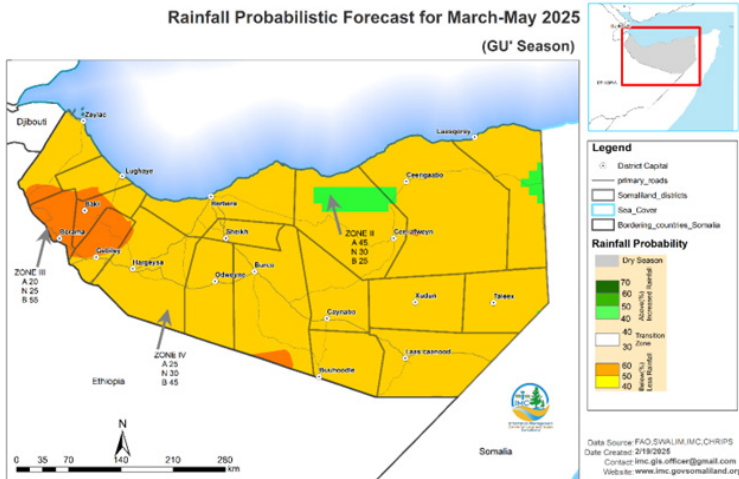 Rainfall Probabilistic Forecast for March-May 2025
(GU' Season)
Djibouti
Zaylac
Lughaye
Baki
Borama
Gebiley
Hargeysa
Berbera
Sheikh
Odweyne
Burco
Laasqoray
Ceerigaabo
Caynabo
Xudun
Taleex
Laas Caanood
Buuhoodle
Ethiopia
Somalia
ZONE II
A 45
N 30
B 25
ZONE III
A 20
N 25
B 55
ZONE IV
A 25
N 30
B 45
IMC
N
0 35 70 140 210 280
km
Legend
District Capital
primary_roads
Somaliland_districts
Sea_Cover
Bordering_countries_Somalia
Rainfall Probability
Dry Season
70
60
50
40
Above(%)
Increased Rainfall
40
30
Transition
Zone
60
50
40
Below(%)
Less Rainfall
Data Source: FAO,SWALIM,IMC,CHRIPS
Date Created: 2/19/2025
Contact: imc.gis.officer@gmail.com
Website: www.imc.govsomaliland.org